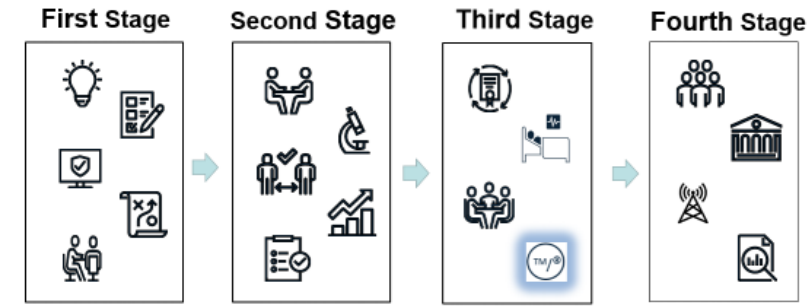 First Stage
Second Stage
Third Stage
Fourth Stage
TM/®